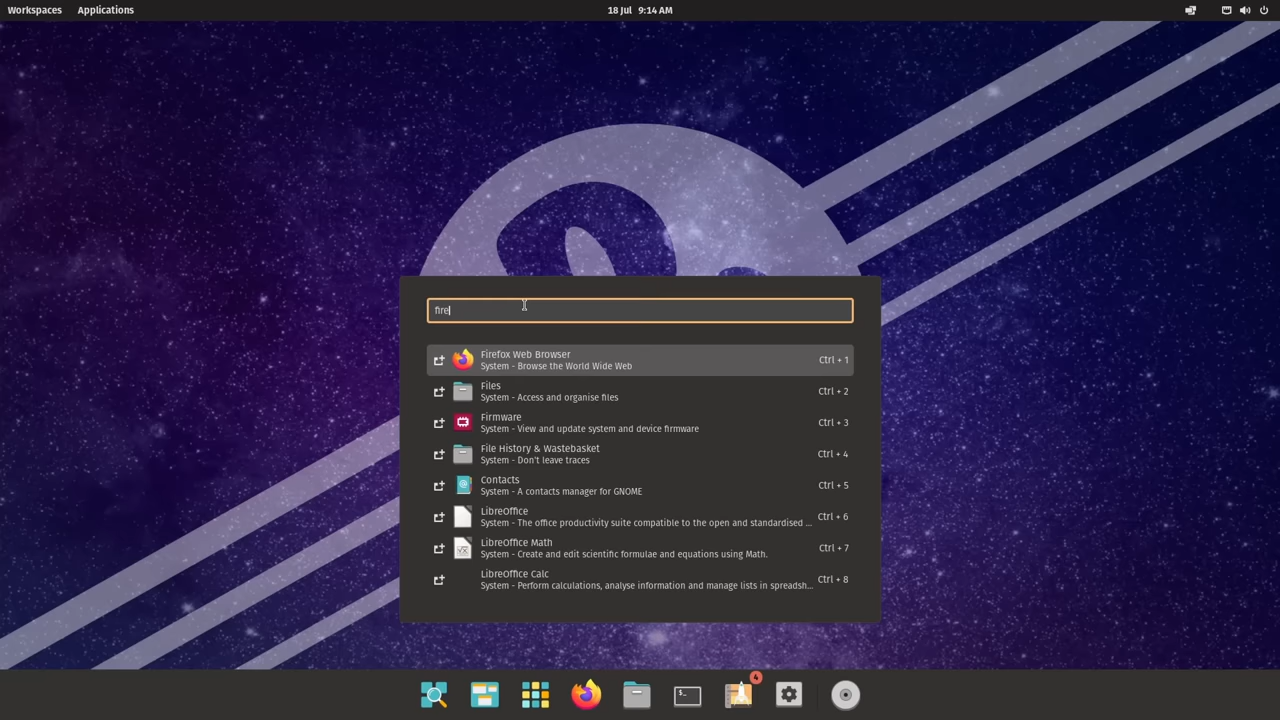 Workspaces Applications 18 Jul 9:14 AM
fire
Firefox Web Browser
System - Browse the World Wide Web
Ctrl + 1
Files
System - Access and organise files
Ctrl + 2
Firmware
System - View and update system and device firmware
Ctrl + 3
File History & Wastebasket
System - Don't leave traces
Ctrl + 4
Contacts
System - A contacts manager for GNOME
Ctrl + 5
LibreOffice
System - The office productivity suite compatible to the open and standardised ...
Ctrl + 6
LibreOffice Math
System - Create and edit scientific formulae and equations using Math.
Ctrl + 7
LibreOffice Calc
System - Perform calculations, analyse information and manage lists in spreadsh...
Ctrl + 8
$_
4